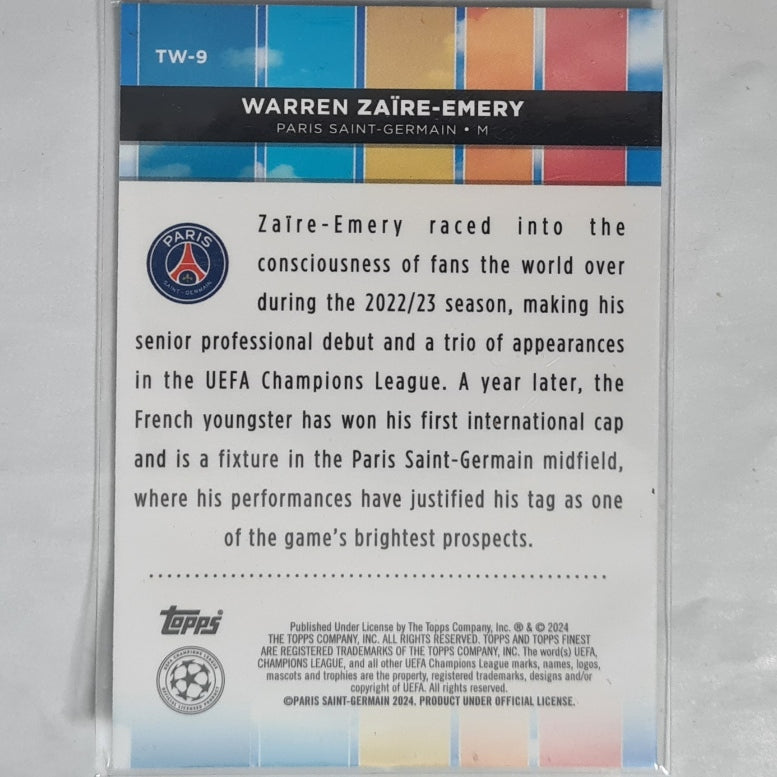 TW-9
WARREN ZAÏRE-EMERY
PARIS SAINT-GERMAIN • M
PARIS
SAINT-GERMAIN
Zaïre-Emery raced into the
consciousness of fans the world over
during the 2022/23 season, making his
senior professional debut and a trio of appearances
in the UEFA Champions League. A year later, the
French youngster has won his first international cap
and is a fixture in the Paris Saint-Germain midfield,
where his performances have justified his tag as one
of the game's brightest prospects.
Topps
Published Under License by The Topps Company, Inc. ® & © 2024
THE TOPPS COMPANY, INC. ALL RIGHTS RESERVED. TOPPS AND TOPPS FINEST
ARE REGISTERED TRADEMARKS OF THE TOPPS COMPANY, INC. The word(s) UEFA,
CHAMPIONS LEAGUE, and all other UEFA Champions League marks, names, logos,
mascots and trophies are the property, registered trademarks, designs and/or
copyright of UEFA. All rights reserved.
©PARIS SAINT-GERMAIN 2024. PRODUCT UNDER OFFICIAL LICENSE.
UEFA CHAMPIONS LEAGUE
OFFICIAL LICENSED PRODUCT